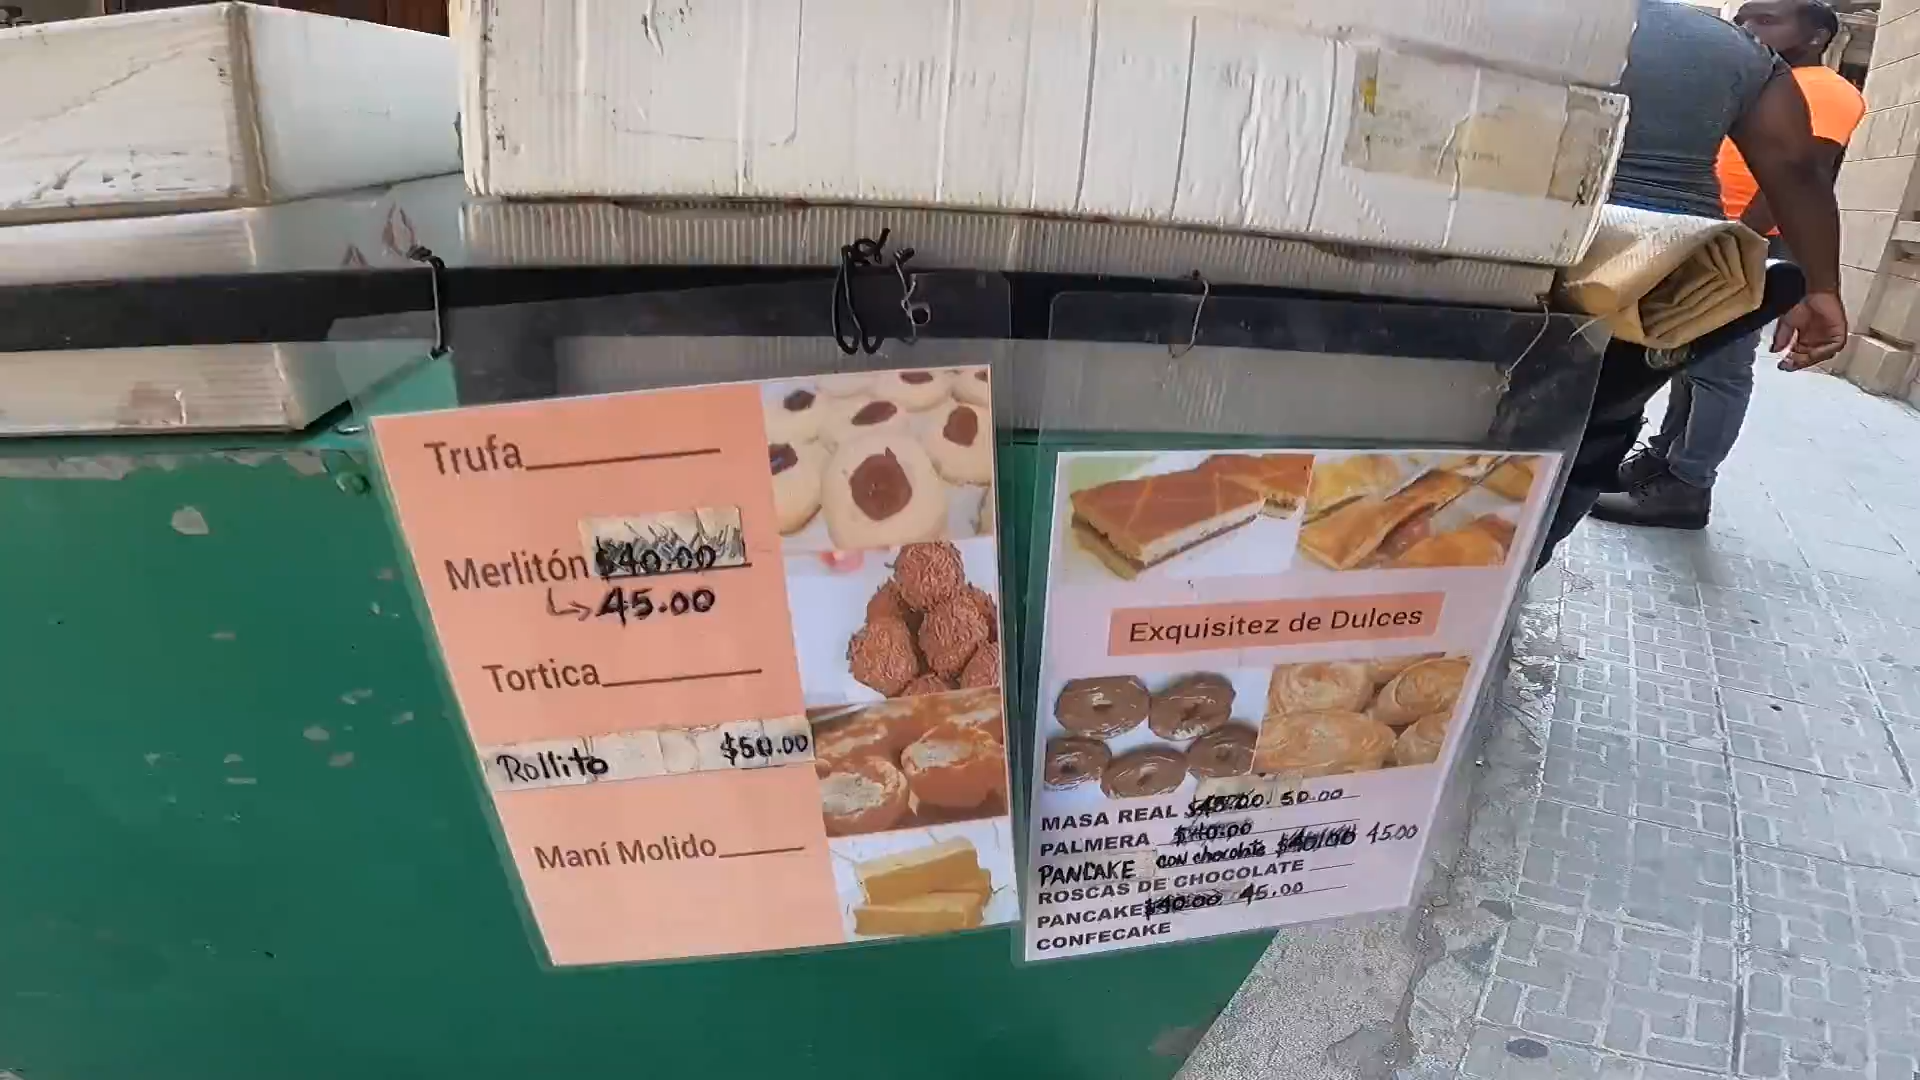 Trufa
Merlitón $40.00
45.00
Tortica
Rollito $50.00
Maní Molido
Exquisitez de Dulces
MASA REAL $45.00 50.00
PALMERA $40.00
PANCAKE con chocolate $40.00 45.00
ROSCAS DE CHOCOLATE
PANCAKE $40.00 45.00
CONFECAKE